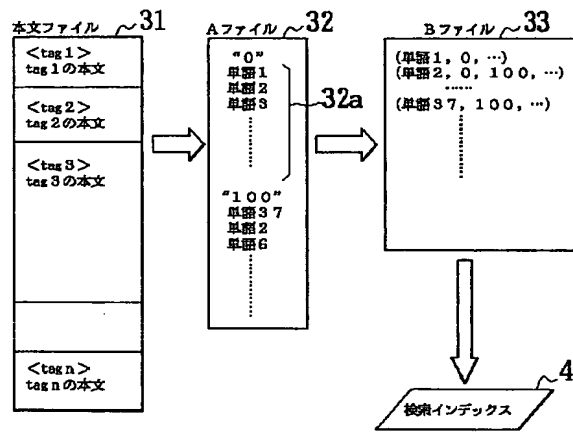 本文ファイル 31
<tag1>
tag1の本文
<tag2>
tag2の本文
<tag3>
tag3の本文
<tagn>
tagnの本文
Aファイル 32
"0"
単語1
単語2
単語3
32a
"100"
単語37
単語2
単語6
Bファイル 33
(単語1, 0, …)
(単語2, 0, 100, …)
……
(単語37, 100, …)
4
検索インデックス